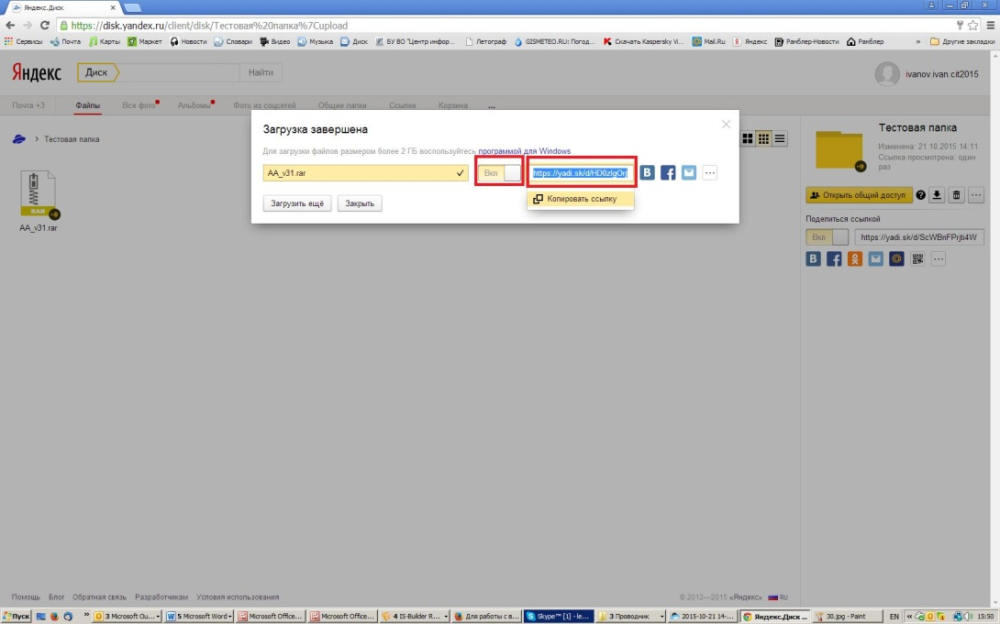 Яндекс.Диск
https://disk.yandex.ru/client/disk/Тестовая%20папка%7Cupload
Сервисы Почта Карты Маркет Новости Словари Видео Музыка Диск БУ ВО "Центр инфор... Летограф GISMETEO.RU: Погод... Скачать Kaspersky Vi... Mail.Ru Яндекс Рамблер-Новости Рамблер » Другие закладки
Яндекс Диск Найти ivanov.ivan.cit2015
Почта +3 Файлы Все фото Альбомы Фото из соцсетей Общие папки Ссылки Корзина ...
Тестовая папка
AA_v31.rar
RAR
Загрузка завершена
Для загрузки файлов размером более 2 ГБ воспользуйтесь программой для Windows
AA_v31.rar Вкл https://yadi.sk/d/HD0zIgOrj
Копировать ссылку
Загрузить ещё Закрыть
Тестовая папка
Изменена: 21.10.2015 14:11
Ссылка просмотрена: один
раз
Открыть общий доступ
Поделиться ссылкой
Вкл https://yadi.sk/d/ScWBnFPrjti4W
Помощь Блог Обратная связь Разработчикам Условия использования © 2012—2015 «Яндекс» RU
Пуск » 3 Microsoft Ou... 5 Microsoft Word Microsoft Office... Microsoft Office... 4 IS-Builder R... Для работы с в... Skype™ [1] - le... 3 Проводник 2015-10-21 14-... Яндекс.Диск ... 30.jpg - Paint EN « 15:50